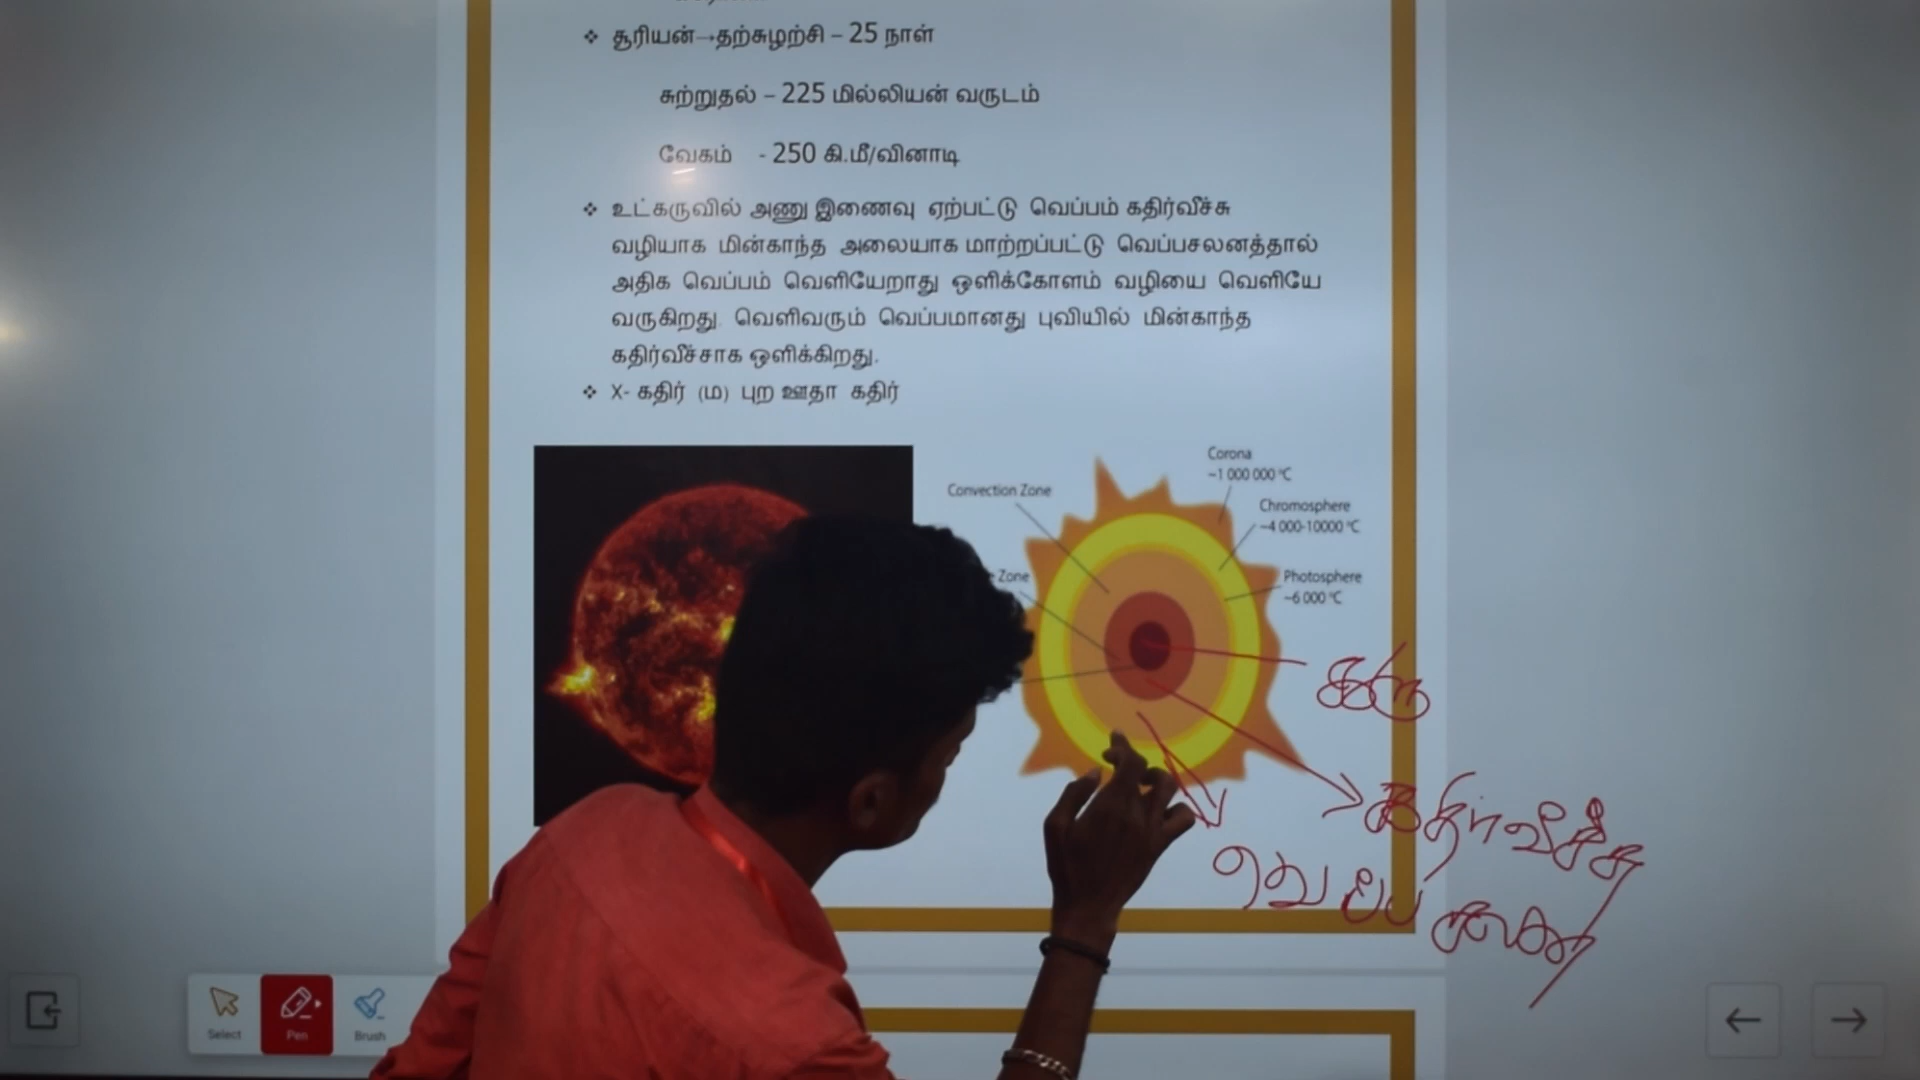 ❖ சூரியன்→தற்சுழற்சி – 25 நாள்
சுற்றுதல் – 225 மில்லியன் வருடம்
வேகம் - 250 கி.மீ/வினாடி
❖ உட்கருவில் அணு இணைவு ஏற்பட்டு வெப்பம் கதிர்வீச்சு
வழியாக மின்காந்த அலையாக மாற்றப்பட்டு வெப்பசலனத்தால்
அதிக வெப்பம் வெளியேறாது ஒளிக்கோளம் வழியை வெளியே
வருகிறது. வெளிவரும் வெப்பமானது புவியில் மின்காந்த
கதிர்வீச்சாக ஒளிக்கிறது.
❖ X- கதிர் (ம) புற ஊதா கதிர்
Corona
~1 000 000 °C
Convection Zone
Chromosphere
~4 000-10000 °C
Zone
Photosphere
~6 000 °C
கரு
கதிர்வீச்சு
வெப்ப
Select
Pen
Brush